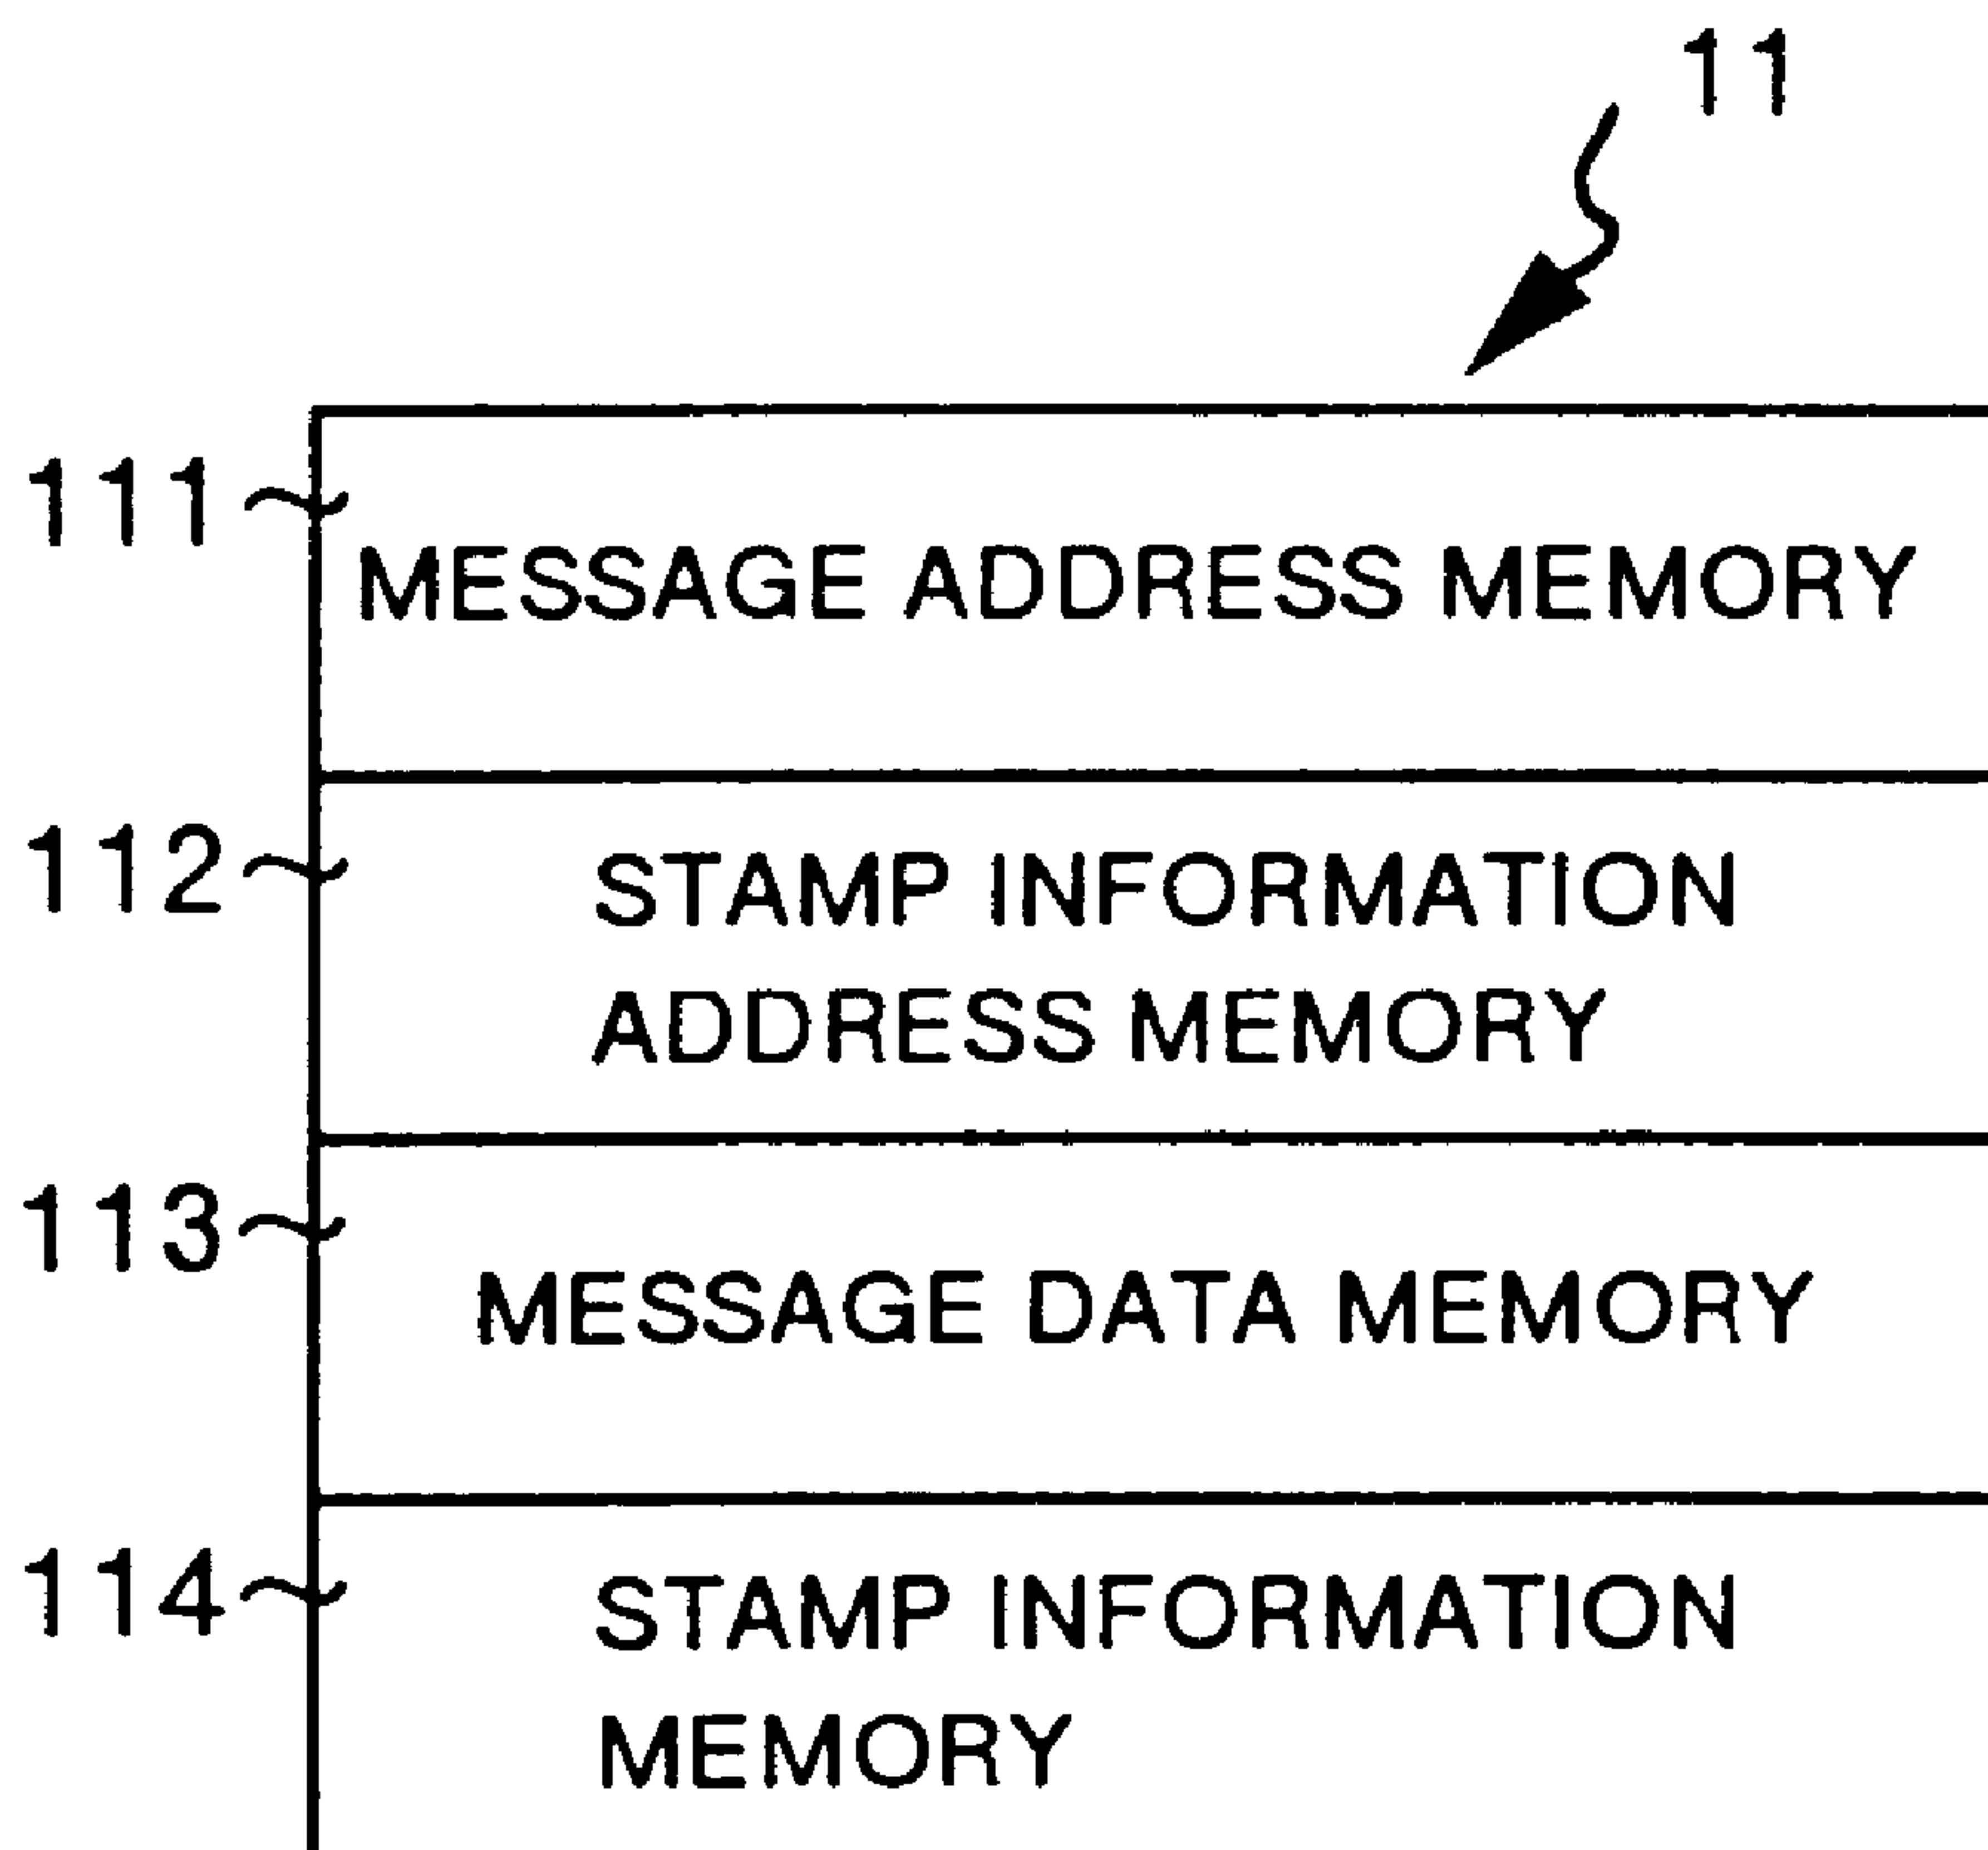 11
111
MESSAGE ADDRESS MEMORY
112
STAMP INFORMATION
ADDRESS MEMORY
113
MESSAGE DATA MEMORY
114
STAMP INFORMATION
MEMORY